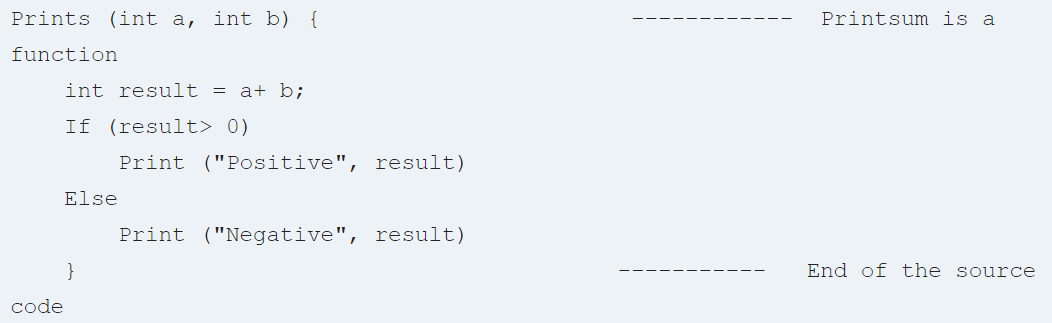 Prints (int a, int b) {                       ------------  Printsum is a
function
    int result = a+ b;
    If (result> 0)
        Print ("Positive", result)
    Else
        Print ("Negative", result)
    }                                         -----------   End of the source
code